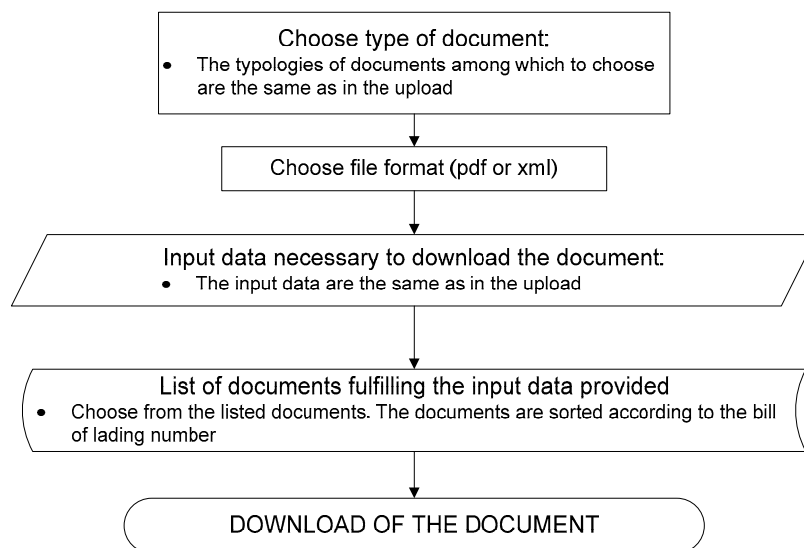 Choose type of document:
• The typologies of documents among which to choose
are the same as in the upload
Choose file format (pdf or xml)
Input data necessary to download the document:
• The input data are the same as in the upload
List of documents fulfilling the input data provided
• Choose from the listed documents. The documents are sorted according to the bill
of lading number
DOWNLOAD OF THE DOCUMENT